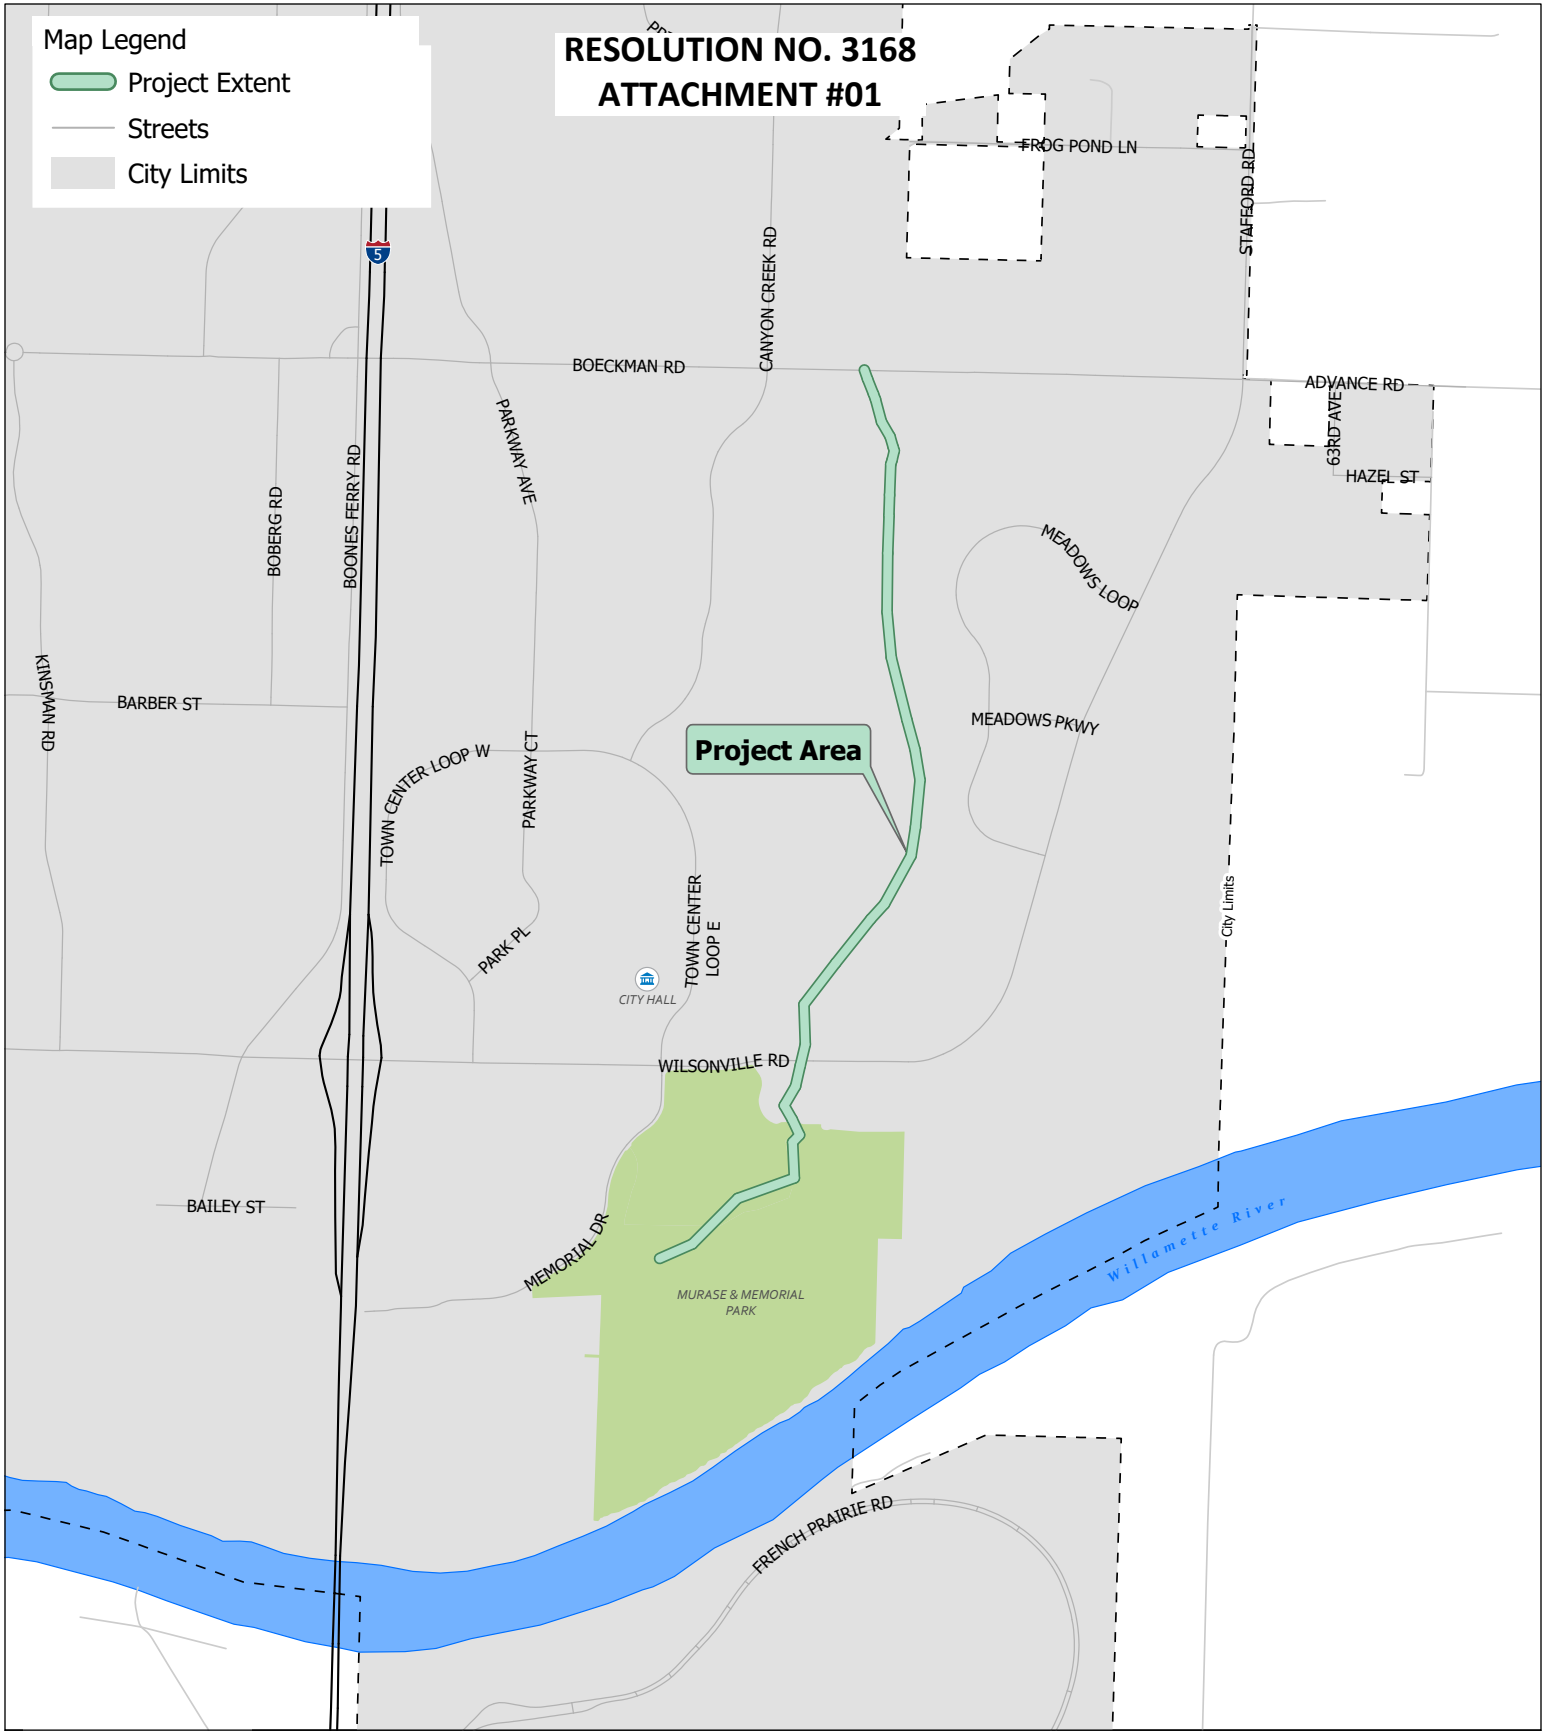 Map Legend
Project Extent
Streets
City Limits
RESOLUTION NO. 3168
ATTACHMENT #01
FROG POND LN
STAFFORD RD
5
CANYON CREEK RD
BOECKMAN RD
ADVANCE RD
63RD AVE
HAZEL ST
PARKWAY AVE
BOONES FERRY RD
BOBERG RD
MEADOWS LOOP
KINSMAN RD
BARBER ST
MEADOWS PKWY
Project Area
TOWN CENTER LOOP W
PARKWAY CT
TOWN CENTER
LOOP E
City Limits
PARK PL
CITY HALL
WILSONVILLE RD
BAILEY ST
MEMORIAL DR
Willamette River
MURASE & MEMORIAL
PARK
FRENCH PRAIRIE RD